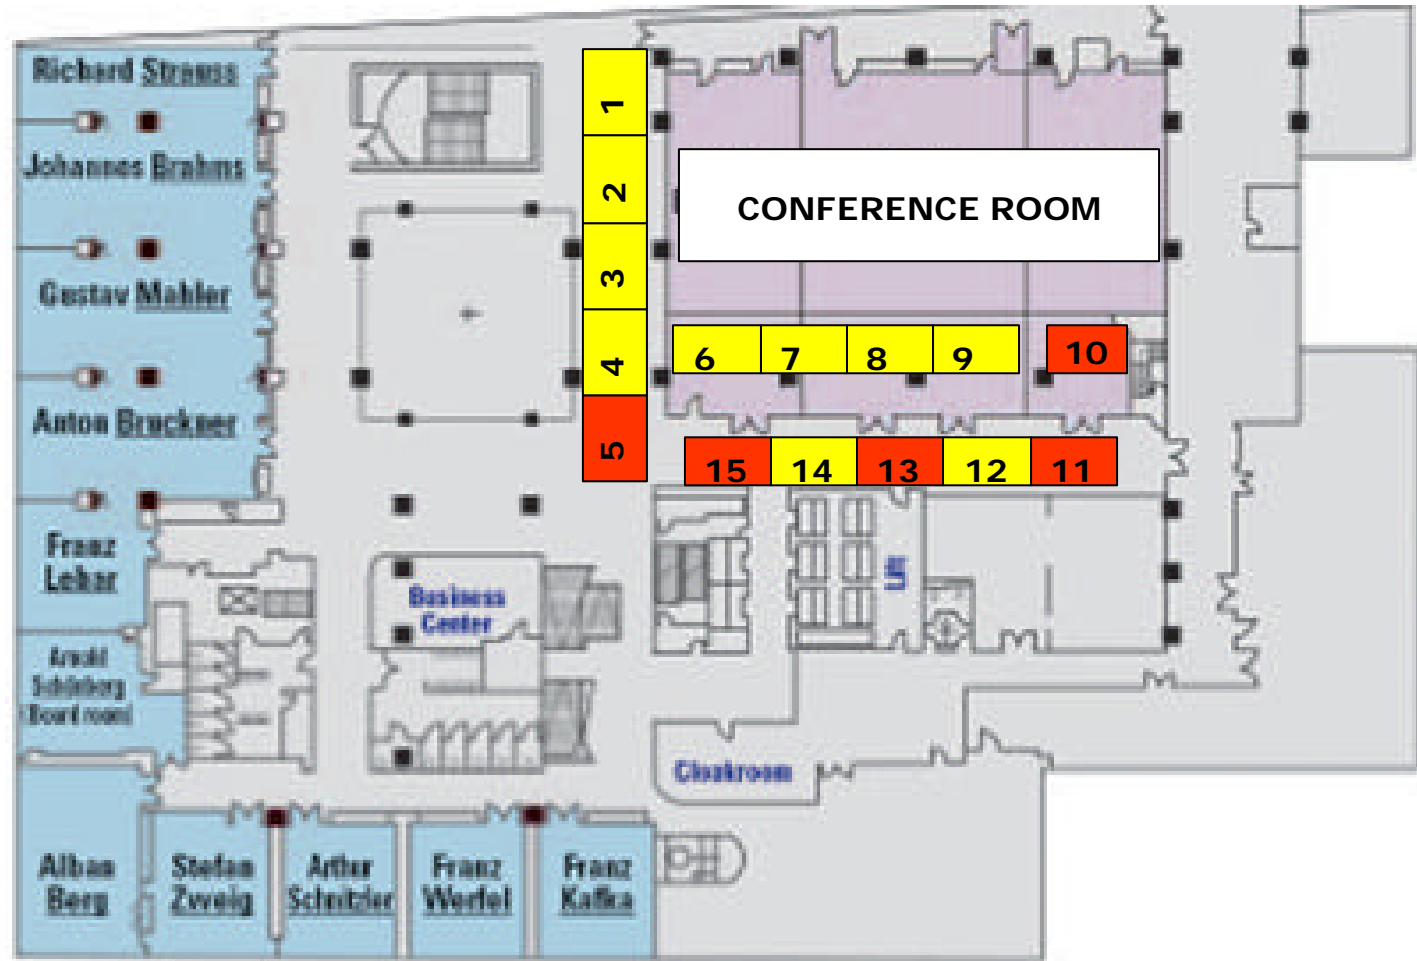 Richard Strauss
Johannes Brahms
Gustav Mahler
Anton Bruckner
Franz
Lehar
Arnold
Schönberg
(Board room)
Alban
Berg
Stefan
Zweig
Arthur
Schnitzler
Franz
Werfel
Franz
Kafka
Business
Center
Cloakroom
Lift
CONFERENCE ROOM
1
2
3
4
5
6
7
8
9
10
15
14
13
12
11